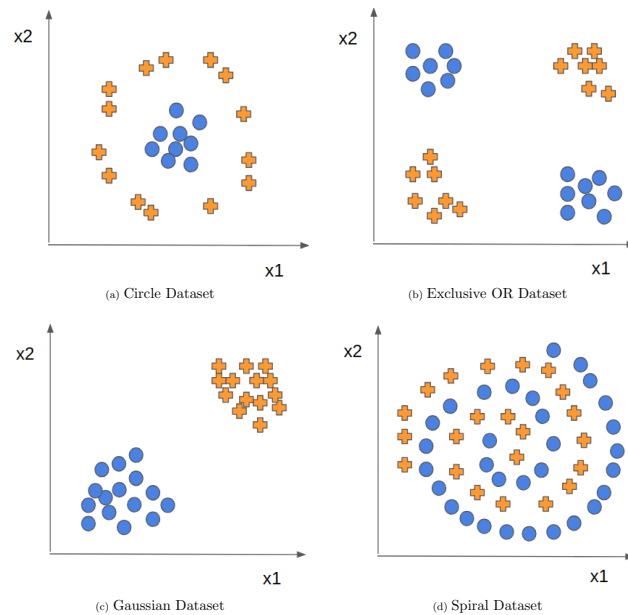 x2
x1
(a) Circle Dataset
x2
x1
(b) Exclusive OR Dataset
x2
x1
(c) Gaussian Dataset
x2
x1
(d) Spiral Dataset